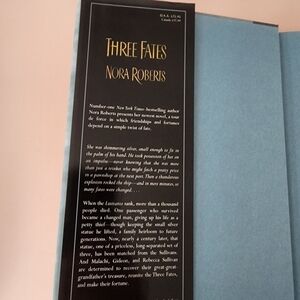 U.S.A. $25.95
THREE FATES
NORA ROBERTS
Number-one New York Times-bestselling author
Nora Roberts presents her newest novel, a tour
de force in which friendships and fortunes
depend on a simple twist of fate.
She was shimmering silver, small enough to fit in
the palm of his hand. He took possession of her on
an impulse—never knowing that she was more
than just a trinket who might fetch a pretty price
in a pawnshop at the next port. Then a thunderous
explosion rocked the ship—and in mere minutes, so
many fates were changed. . . .
When the Lusitania sank, more than a thousand
people died. One passenger who survived
became a changed man, giving up his life as a
petty thief—though keeping the small silver
statue he lifted, a family heirloom to future
generations. Now, nearly a century later, that
statue, one of a priceless, long-separated set of
three, has been snatched from the Sullivans.
And Malachi, Gideon, and Rebecca Sullivan
are determined to recover their great-great-
grandfather's treasure, reunite the Three Fates,
and make their fortune.